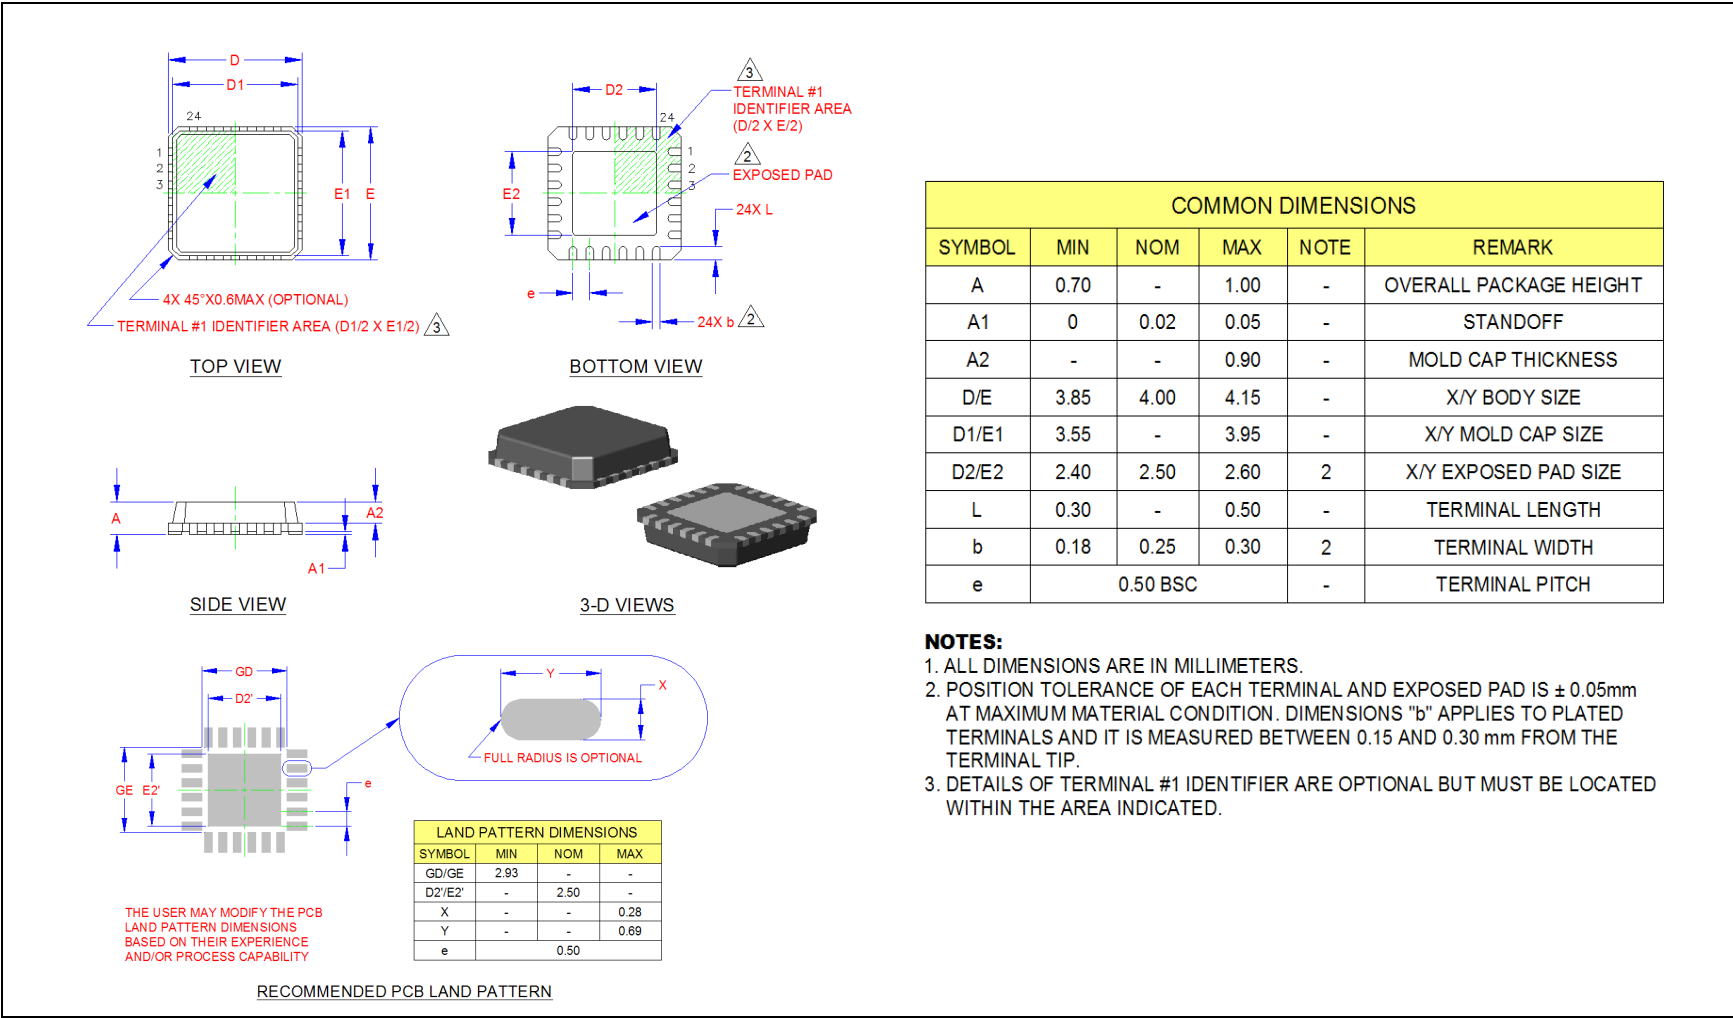 D
D1
24
1
2
3
E1
E
4X 45°X0.6MAX (OPTIONAL)
TERMINAL #1 IDENTIFIER AREA (D1/2 X E1/2) 3
TOP VIEW
D2
3
TERMINAL #1
IDENTIFIER AREA
(D/2 X E/2)
24
2
EXPOSED PAD
1
2
3
E2
24X L
e
24X b 2
BOTTOM VIEW
A
A2
A1
SIDE VIEW
3-D VIEWS
GD
D2'
GE
E2'
e
Y
X
FULL RADIUS IS OPTIONAL
THE USER MAY MODIFY THE PCB
LAND PATTERN DIMENSIONS
BASED ON THEIR EXPERIENCE
AND/OR PROCESS CAPABILITY
LAND PATTERN DIMENSIONS
SYMBOL MIN NOM MAX
GD/GE 2.93 - -
D2'/E2' - 2.50 -
X - - 0.28
Y - - 0.69
e 0.50
RECOMMENDED PCB LAND PATTERN
COMMON DIMENSIONS
SYMBOL MIN NOM MAX NOTE REMARK
A 0.70 - 1.00 - OVERALL PACKAGE HEIGHT
A1 0 0.02 0.05 - STANDOFF
A2 - - 0.90 - MOLD CAP THICKNESS
D/E 3.85 4.00 4.15 - X/Y BODY SIZE
D1/E1 3.55 - 3.95 - X/Y MOLD CAP SIZE
D2/E2 2.40 2.50 2.60 2 X/Y EXPOSED PAD SIZE
L 0.30 - 0.50 - TERMINAL LENGTH
b 0.18 0.25 0.30 2 TERMINAL WIDTH
e 0.50 BSC - TERMINAL PITCH
NOTES:
1. ALL DIMENSIONS ARE IN MILLIMETERS.
2. POSITION TOLERANCE OF EACH TERMINAL AND EXPOSED PAD IS ± 0.05mm
AT MAXIMUM MATERIAL CONDITION. DIMENSIONS "b" APPLIES TO PLATED
TERMINALS AND IT IS MEASURED BETWEEN 0.15 AND 0.30 mm FROM THE
TERMINAL TIP.
3. DETAILS OF TERMINAL #1 IDENTIFIER ARE OPTIONAL BUT MUST BE LOCATED
WITHIN THE AREA INDICATED.